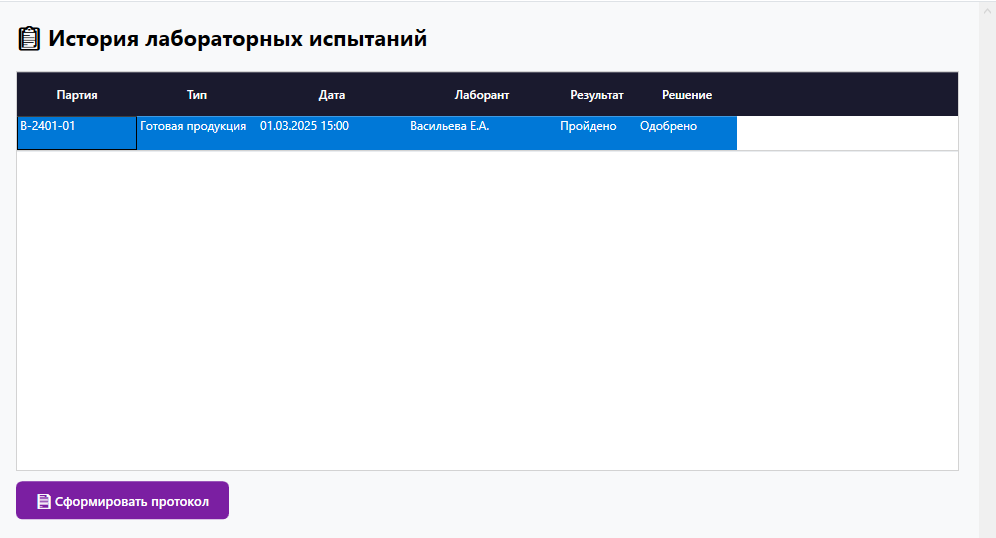 История лабораторных испытаний
Партия Тип Дата Лаборант Результат Решение
B-2401-01 Готовая продукция 01.03.2025 15:00 Васильева Е.А. Пройдено Одобрено
Сформировать протокол